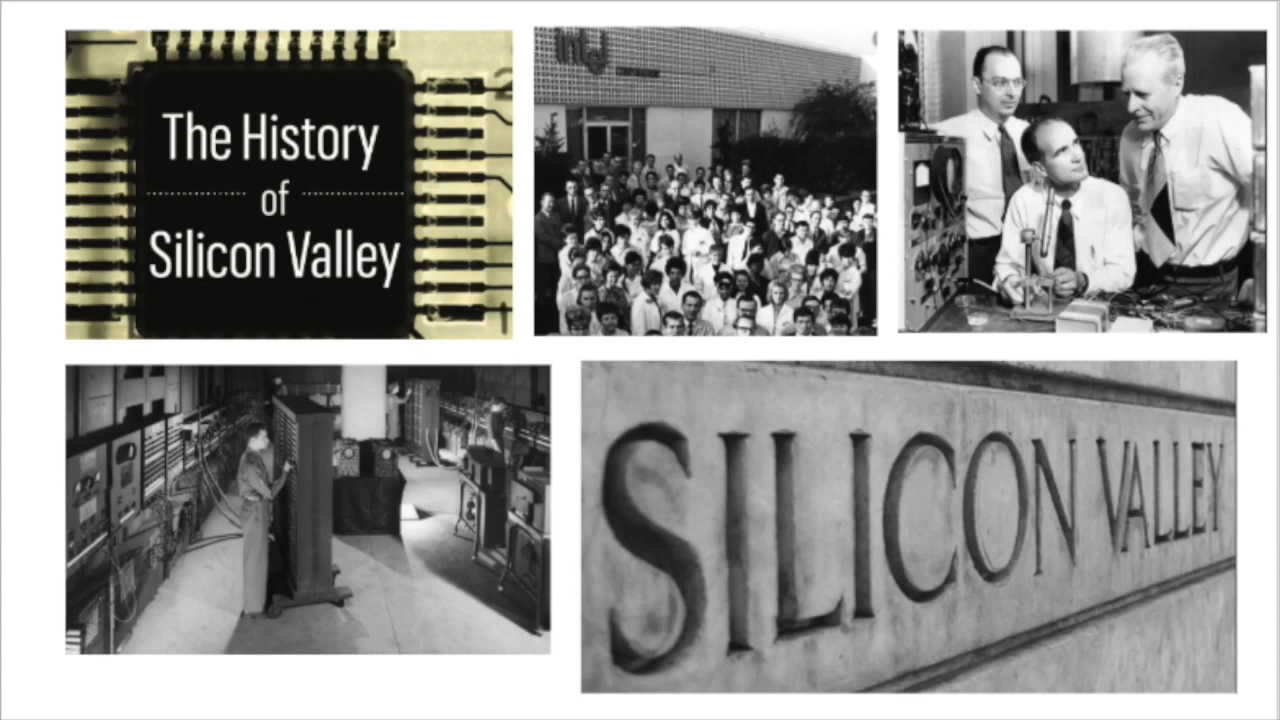 The History
of
Silicon Valley
intel
SILICON VALLEY